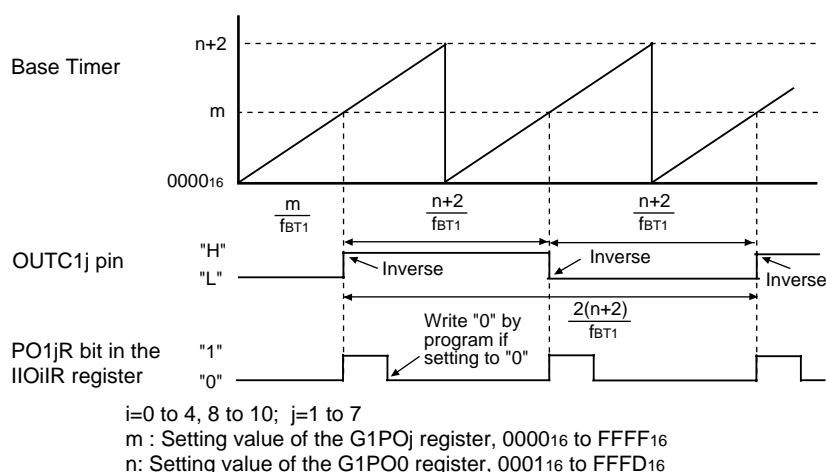 n+2
Base Timer
m
000016
m
fBT1
n+2
fBT1
n+2
fBT1
"H"
OUTC1j pin
"L"
Inverse
Inverse
Inverse
2(n+2)
fBT1
Write "0" by
program if
setting to "0"
PO1jR bit in the
IIOiIR register
"1"
"0"
i=0 to 4, 8 to 10; j=1 to 7
m : Setting value of the G1POj register, 000016 to FFFF16
n: Setting value of the G1PO0 register, 000116 to FFFD16